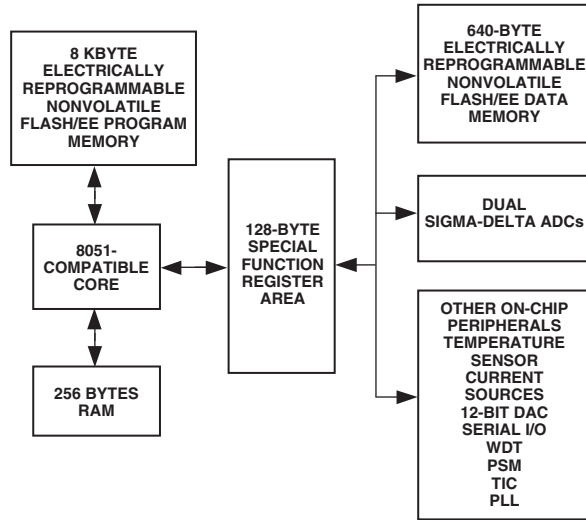 8 KBYTE
ELECTRICALLY
REPROGRAMMABLE
NONVOLATILE
FLASH/EE PROGRAM
MEMORY
8051-
COMPATIBLE
CORE
256 BYTES
RAM
128-BYTE
SPECIAL
FUNCTION
REGISTER
AREA
640-BYTE
ELECTRICALLY
REPROGRAMMABLE
NONVOLATILE
FLASH/EE DATA
MEMORY
DUAL
SIGMA-DELTA ADCs
OTHER ON-CHIP
PERIPHERALS
TEMPERATURE
SENSOR
CURRENT
SOURCES
12-BIT DAC
SERIAL I/O
WDT
PSM
TIC
PLL